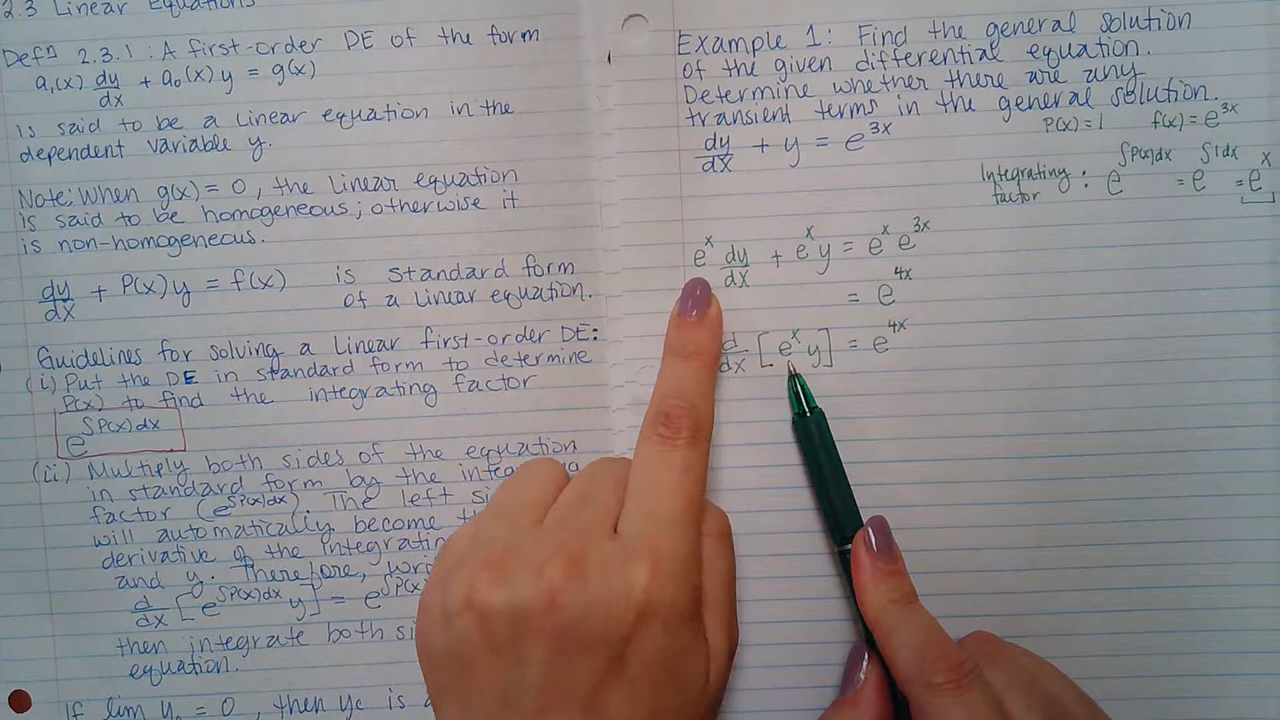 2.3 Linear Equations
Defⁿ 2.3.1: A first-order DE of the form
a₁(x) dy/dx + a₀(x) y = g(x)
is said to be a linear equation in the
dependent variable y.
Note: When g(x) = 0, the linear equation
is said to be homogeneous; otherwise it
is non-homogeneous.
dy/dx + P(x)y = f(x) is standard form
of a linear equation.
Guidelines for solving a linear first-order DE:
(i) Put the DE in standard form to determine
P(x) to find the integrating factor
e^∫P(x)dx
(ii) Multiply both sides of the equation
in standard form by the
factor (e^∫P(x)dx). The left
will automatically become
derivative of the
and y. Therefore,
d/dx [e^∫P(x)dx y] = e^∫P(x)
then integrate both
equation.
If lim y = 0, then yc is
Example 1: Find the general solution
of the given differential equation.
Determine whether there are any
transient terms in the general solution.
dy/dx + y = e^3x
P(x) = 1 f(x) = e^3x
Integrating factor : e^∫P(x)dx = e^∫1dx = e^x
e^x dy/dx + e^x y = e^x e^3x
= e^4x
d/dx [e^x y] = e^4x